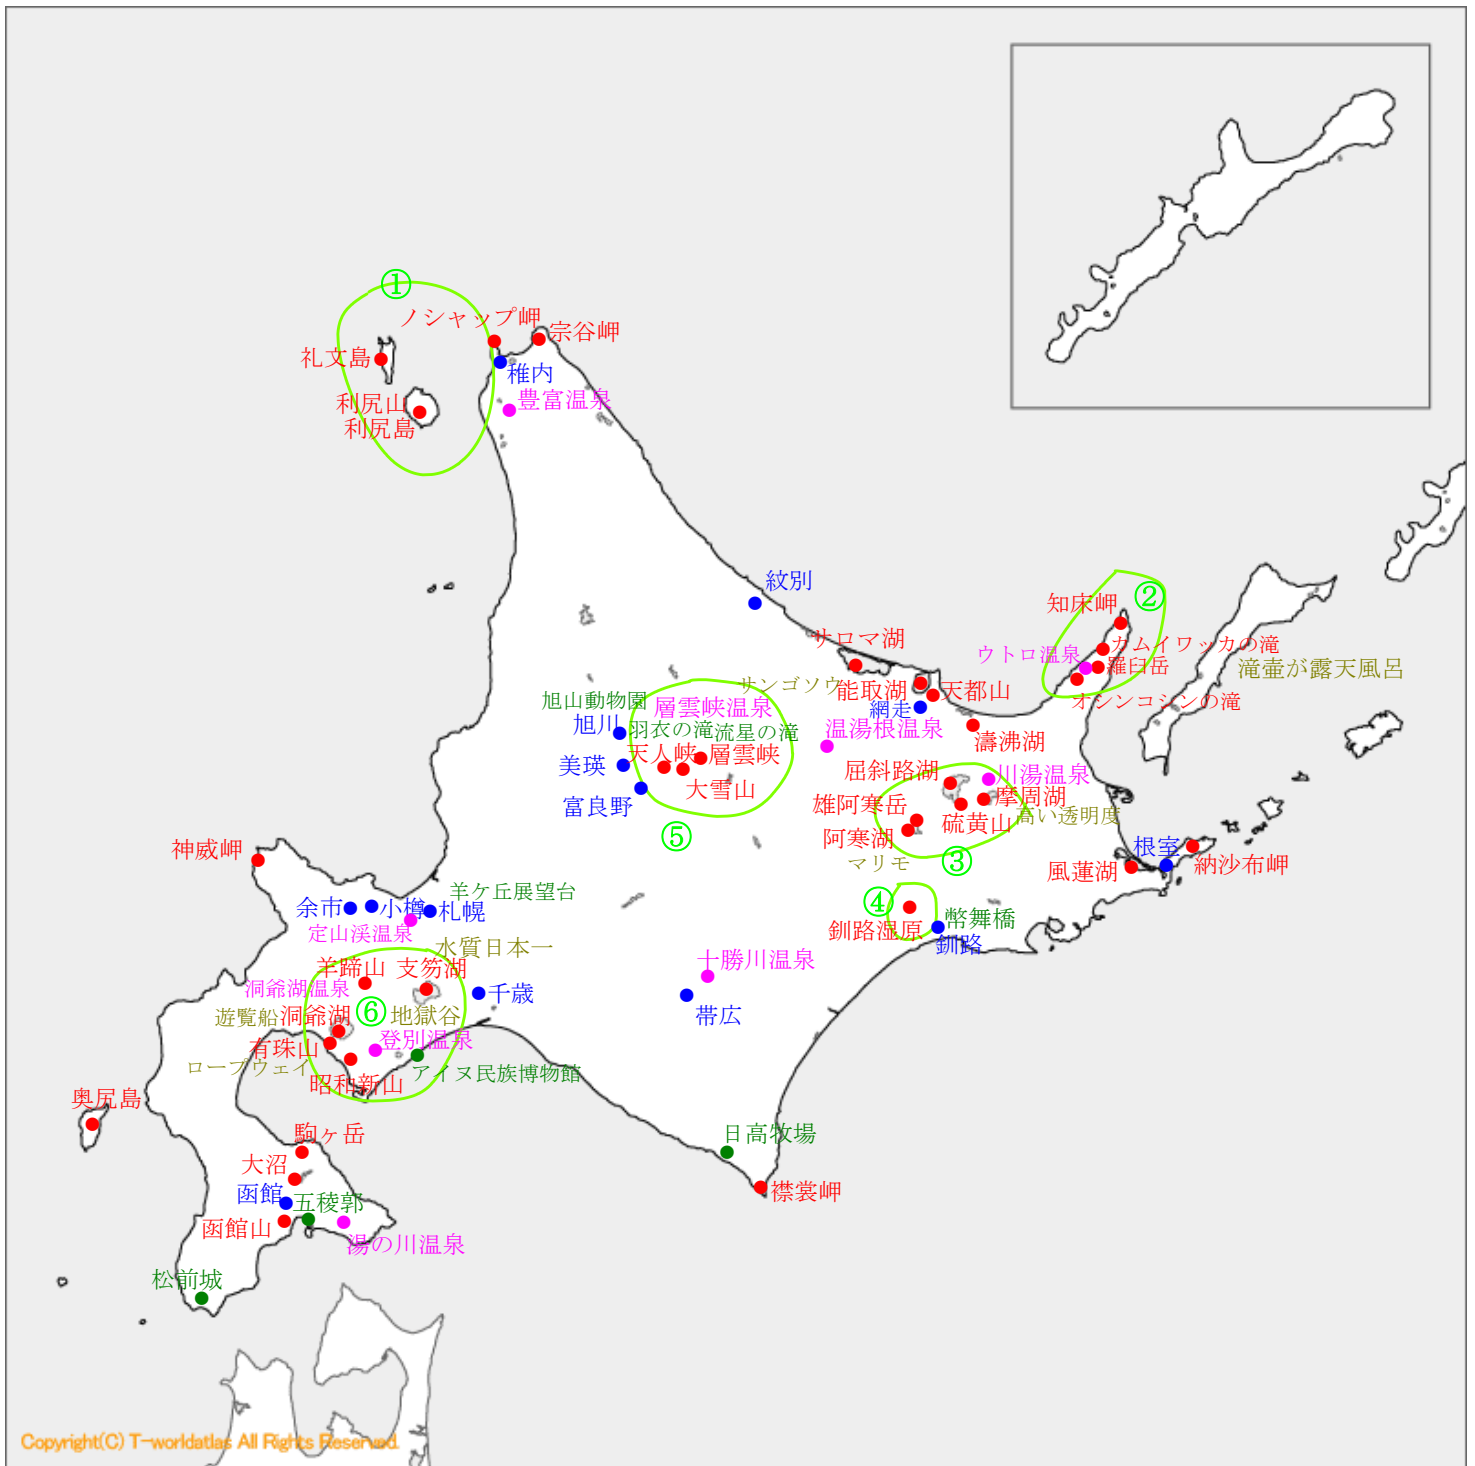 ①
ノシャップ岬
宗谷岬
礼文島
稚内
利尻山
豊富温泉
利尻島
紋別
②
知床岬
サロマ湖
カムイワッカの滝
ウトロ温泉
羅臼岳
滝壷が露天風呂
サンゴソウ
能取湖
天都山
オシンコシンの滝
旭山動物園
層雲峡温泉
網走
旭川
羽衣の滝
流星の滝
温湯根温泉
濤沸湖
天人峡
層雲峡
美瑛
屈斜路湖
川湯温泉
大雪山
富良野
雄阿寒岳
摩周湖
硫黄山
高い透明度
⑤
阿寒湖
神威岬
マリモ
③
根室
納沙布岬
風蓮湖
羊ケ丘展望台
④
余市
小樽
札幌
幣舞橋
定山渓温泉
釧路湿原
釧路
水質日本一
羊蹄山
支笏湖
十勝川温泉
洞爺湖温泉
千歳
遊覧船
洞爺湖
⑥
地獄谷
帯広
有珠山
登別温泉
ロープウェイ
昭和新山
アイヌ民族博物館
奥尻島
駒ヶ岳
日高牧場
大沼
函館
五稜郭
襟裳岬
函館山
湯の川温泉
松前城
Copyright(C) T-worldatlas All Rights Reserved.